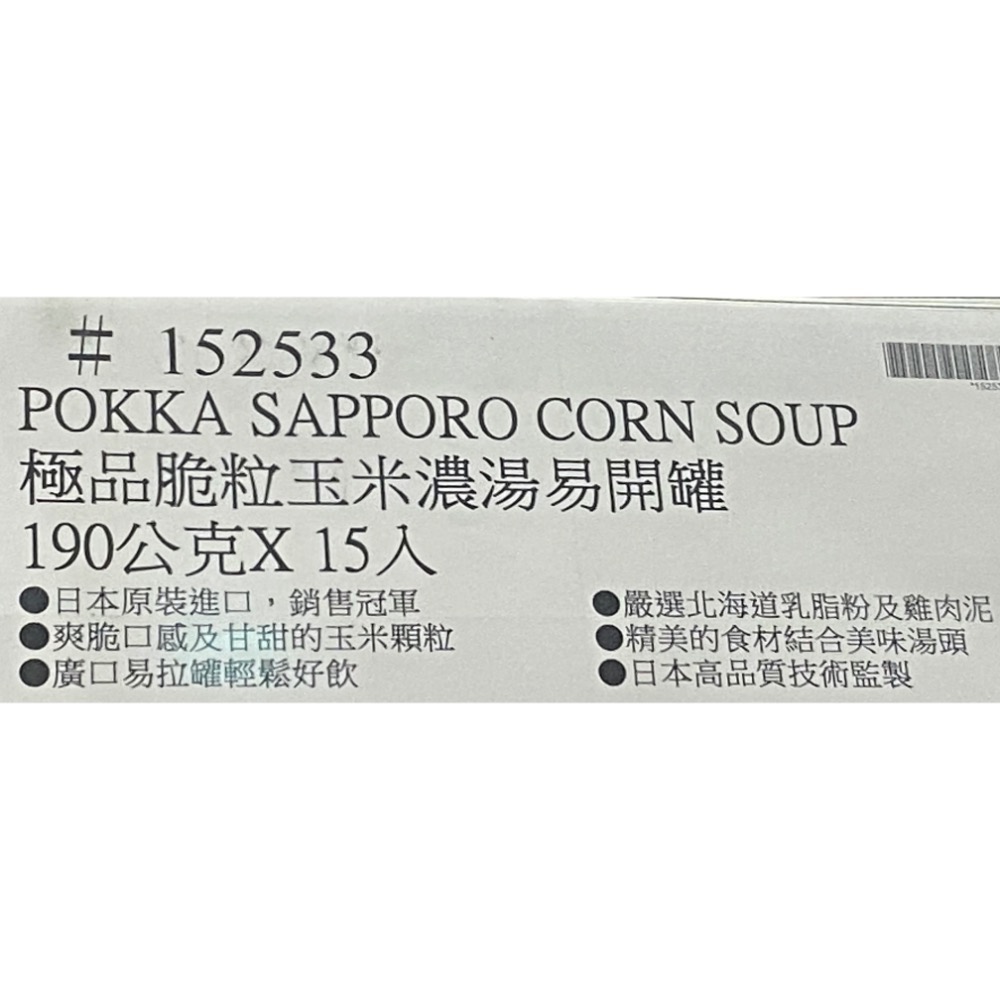 # 152533
POKKA SAPPORO CORN SOUP
極品脆粒玉米濃湯易開罐
190公克X 15入
●日本原裝進口，銷售冠軍
●爽脆口感及甘甜的玉米顆粒
●廣口易拉罐輕鬆好飲
●嚴選北海道乳脂粉及雞肉泥
●精美的食材結合美味湯頭
●日本高品質技術監製